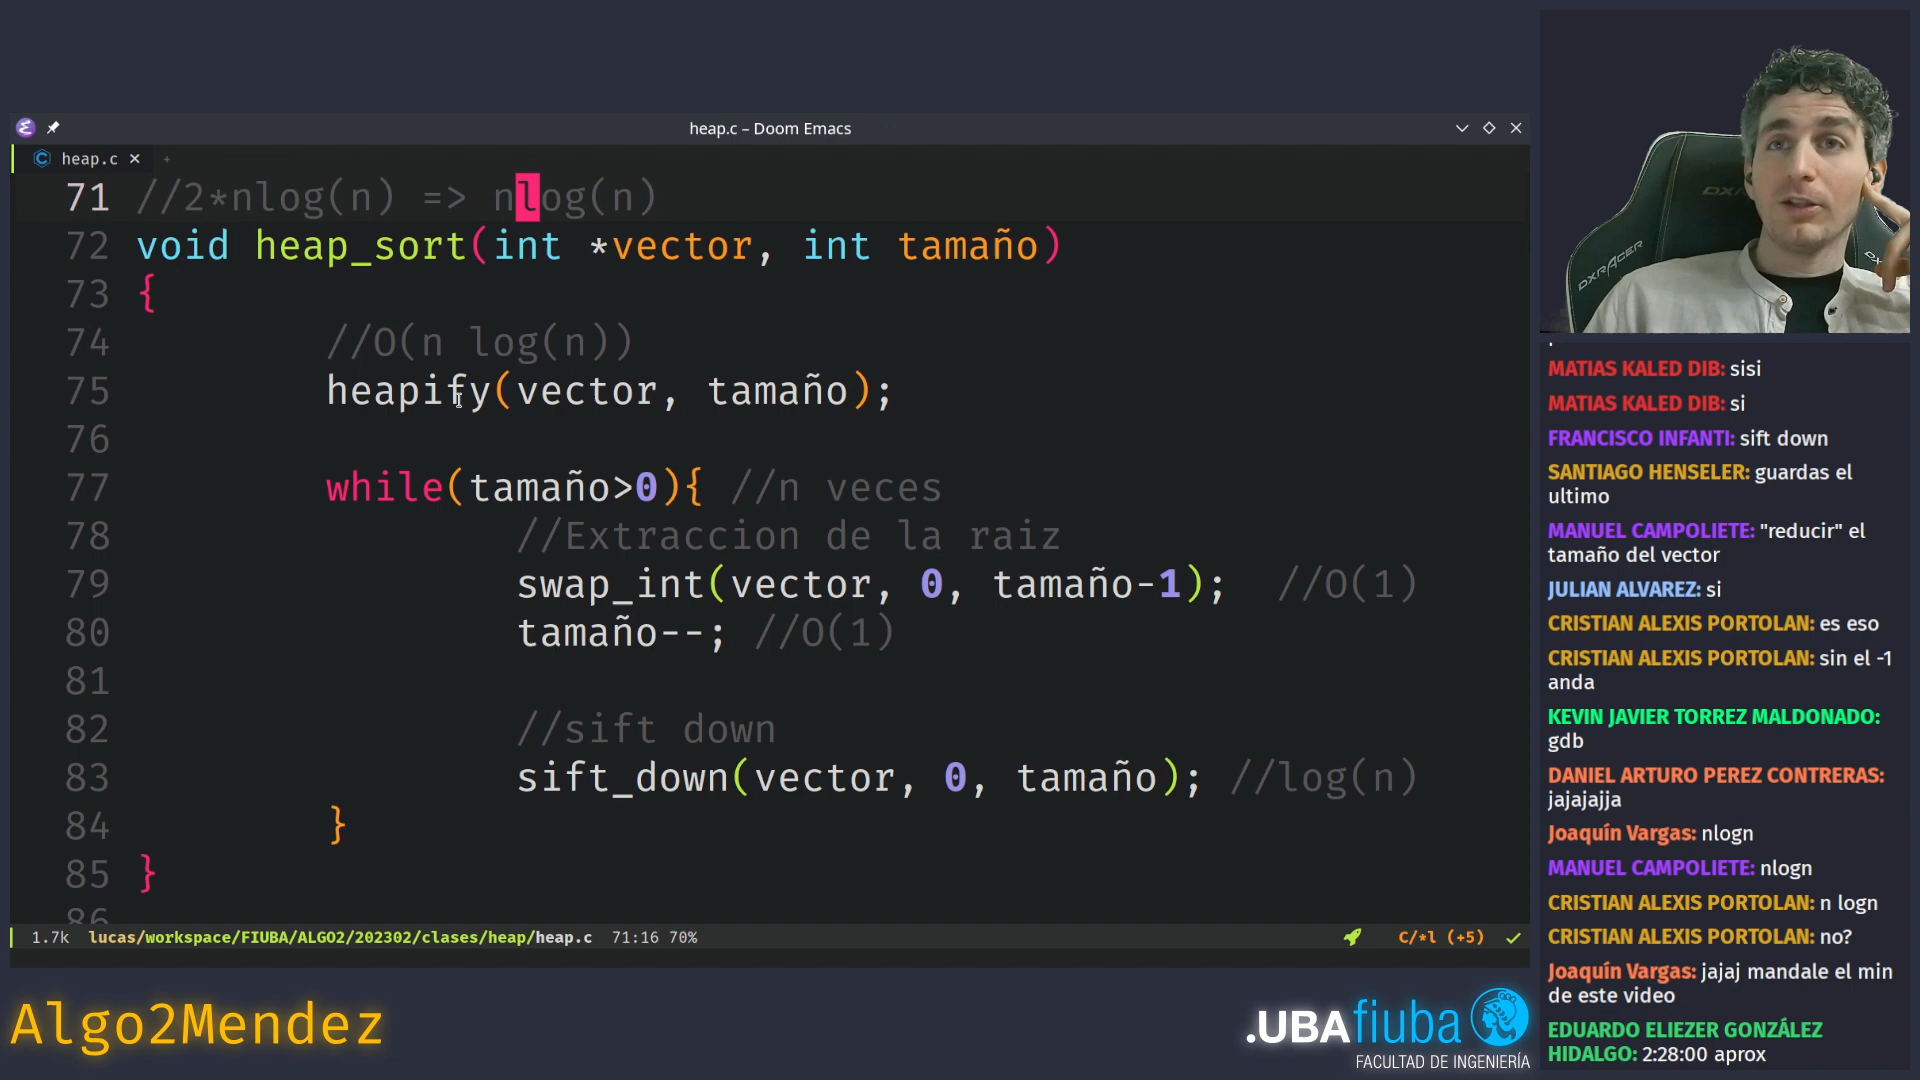 heap.c – Doom Emacs
heap.c
71 //2*nlog(n) => nlog(n)
72 void heap_sort(int *vector, int tamaño)
73 {
74 //O(n log(n))
75 heapify(vector, tamaño);
76
77 while(tamaño>0){ //n veces
78 //Extraccion de la raiz
79 swap_int(vector, 0, tamaño-1); //O(1)
80 tamaño--; //O(1)
81
82 //sift down
83 sift_down(vector, 0, tamaño); //log(n)
84 }
85 }
86
1.7k lucas/workspace/FIUBA/ALGO2/202302/clases/heap/heap.c 71:16 70% C/*l (+5)
Algo2Mendez
.UBAfiuba
FACULTAD DE INGENIERÍA
DXRACER
MATIAS KALED DIB: sisi
MATIAS KALED DIB: si
FRANCISCO INFANTI: sift down
SANTIAGO HENSELER: guardas el
ultimo
MANUEL CAMPOLIETE: "reducir" el
tamaño del vector
JULIAN ALVAREZ: si
CRISTIAN ALEXIS PORTOLAN: es eso
CRISTIAN ALEXIS PORTOLAN: sin el -1
anda
KEVIN JAVIER TORREZ MALDONADO:
gdb
DANIEL ARTURO PEREZ CONTRERAS:
jajajajja
Joaquín Vargas: nlogn
MANUEL CAMPOLIETE: nlogn
CRISTIAN ALEXIS PORTOLAN: n logn
CRISTIAN ALEXIS PORTOLAN: no?
Joaquín Vargas: jajaj mandale el min
de este video
EDUARDO ELIEZER GONZÁLEZ
HIDALGO: 2:28:00 aprox